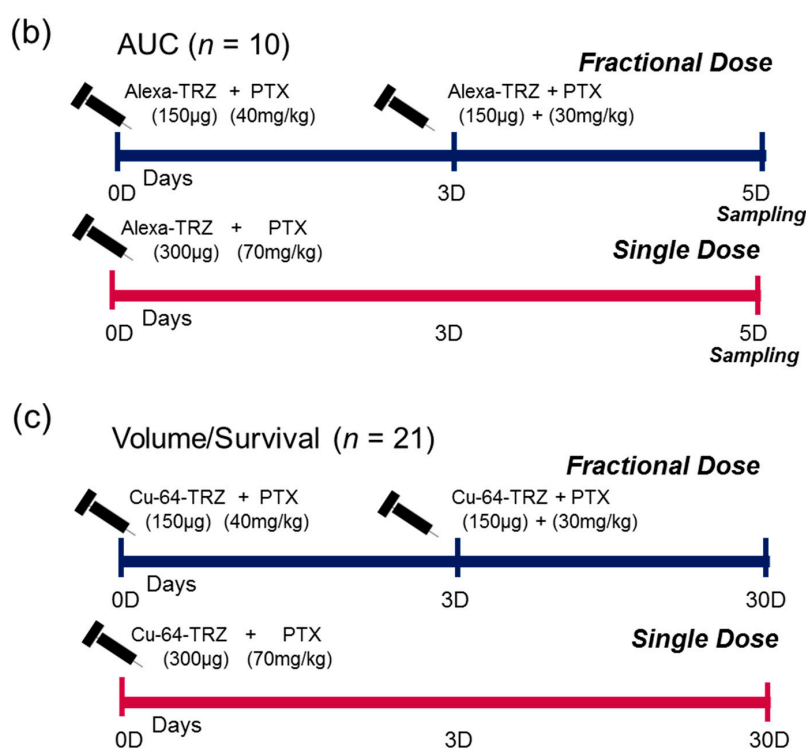 (b)
AUC (n = 10)
Fractional Dose
Alexa-TRZ + PTX
(150µg) (40mg/kg)
Alexa-TRZ + PTX
(150µg) + (30mg/kg)
0D Days 3D 5D
Sampling
Alexa-TRZ + PTX
(300µg) (70mg/kg)
Single Dose
0D Days 3D 5D
Sampling
(c)
Volume/Survival (n = 21)
Fractional Dose
Cu-64-TRZ + PTX
(150µg) (40mg/kg)
Cu-64-TRZ + PTX
(150µg) + (30mg/kg)
0D Days 3D 30D
Cu-64-TRZ + PTX
(300µg) (70mg/kg)
Single Dose
0D Days 3D 30D